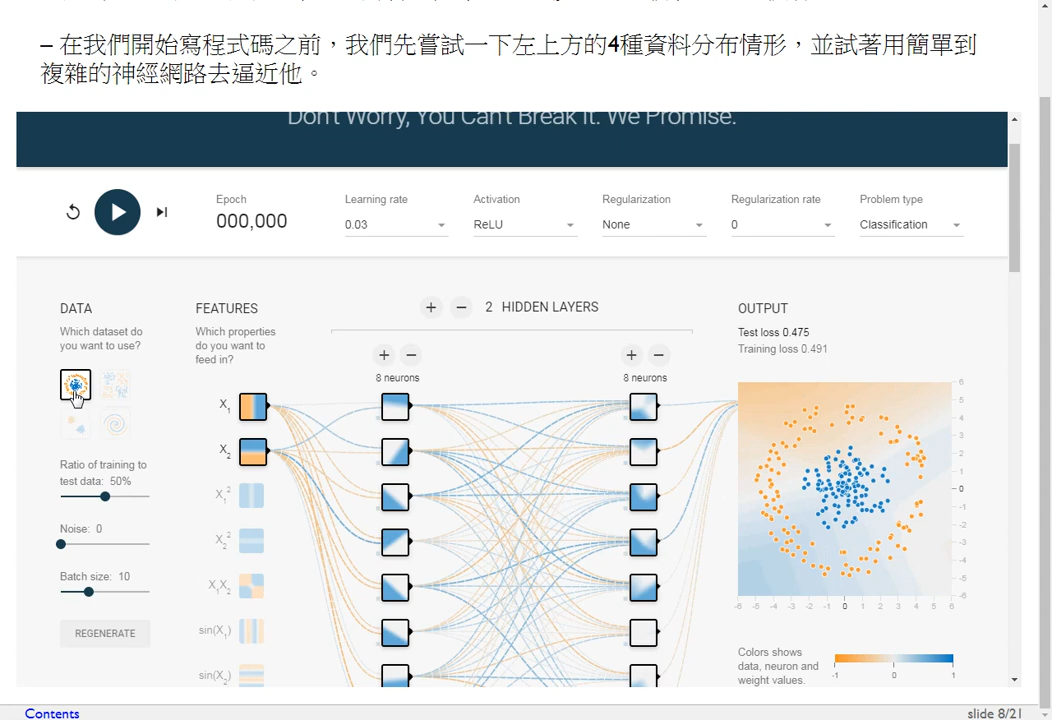 – 在我們開始寫程式碼之前，我們先嘗試一下左上方的4種資料分布情形，並試著用簡單到
複雜的神經網路去逼近他。
Don't Worry, You Can't Break It. We Promise.
Epoch
000,000
Learning rate
0.03
Activation
ReLU
Regularization
None
Regularization rate
0
Problem type
Classification
DATA
Which dataset do
you want to use?
Ratio of training to
test data: 50%
Noise: 0
Batch size: 10
REGENERATE
FEATURES
Which properties
do you want to
feed in?
X1
X2
X1²
X2²
X1X2
sin(X1)
sin(X2)
+ − 2 HIDDEN LAYERS
+ −
8 neurons
+ −
8 neurons
OUTPUT
Test loss 0.475
Training loss 0.491
6
5
4
3
2
1
0
-1
-2
-3
-4
-5
-6
-6 -5 -4 -3 -2 -1 0 1 2 3 4 5 6
Colors shows
data, neuron and
weight values.
-1 0 1
Contents
slide 8/21